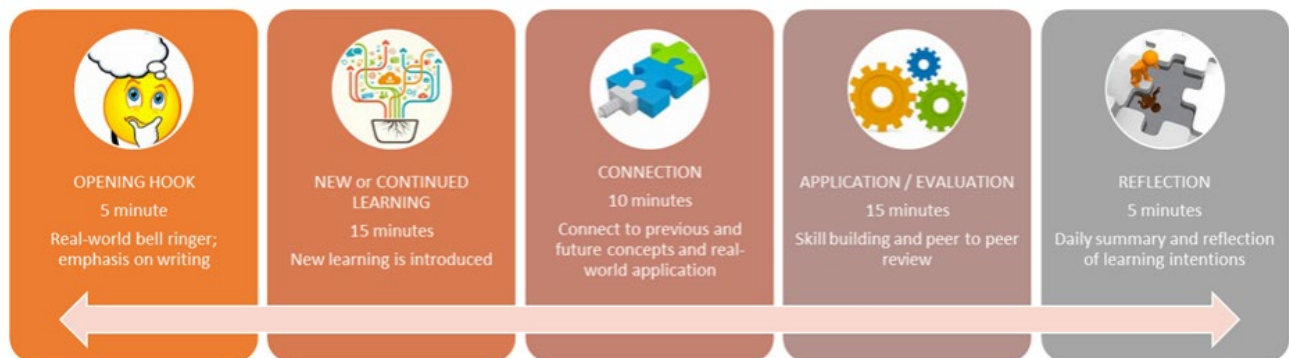 OPENING HOOK
5 minute
Real-world bell ringer;
emphasis on writing
NEW or CONTINUED
LEARNING
15 minutes
New learning is introduced
CONNECTION
10 minutes
Connect to previous and
future concepts and real-
world application
APPLICATION / EVALUATION
15 minutes
Skill building and peer to peer
review
REFLECTION
5 minutes
Daily summary and reflection
of learning intentions